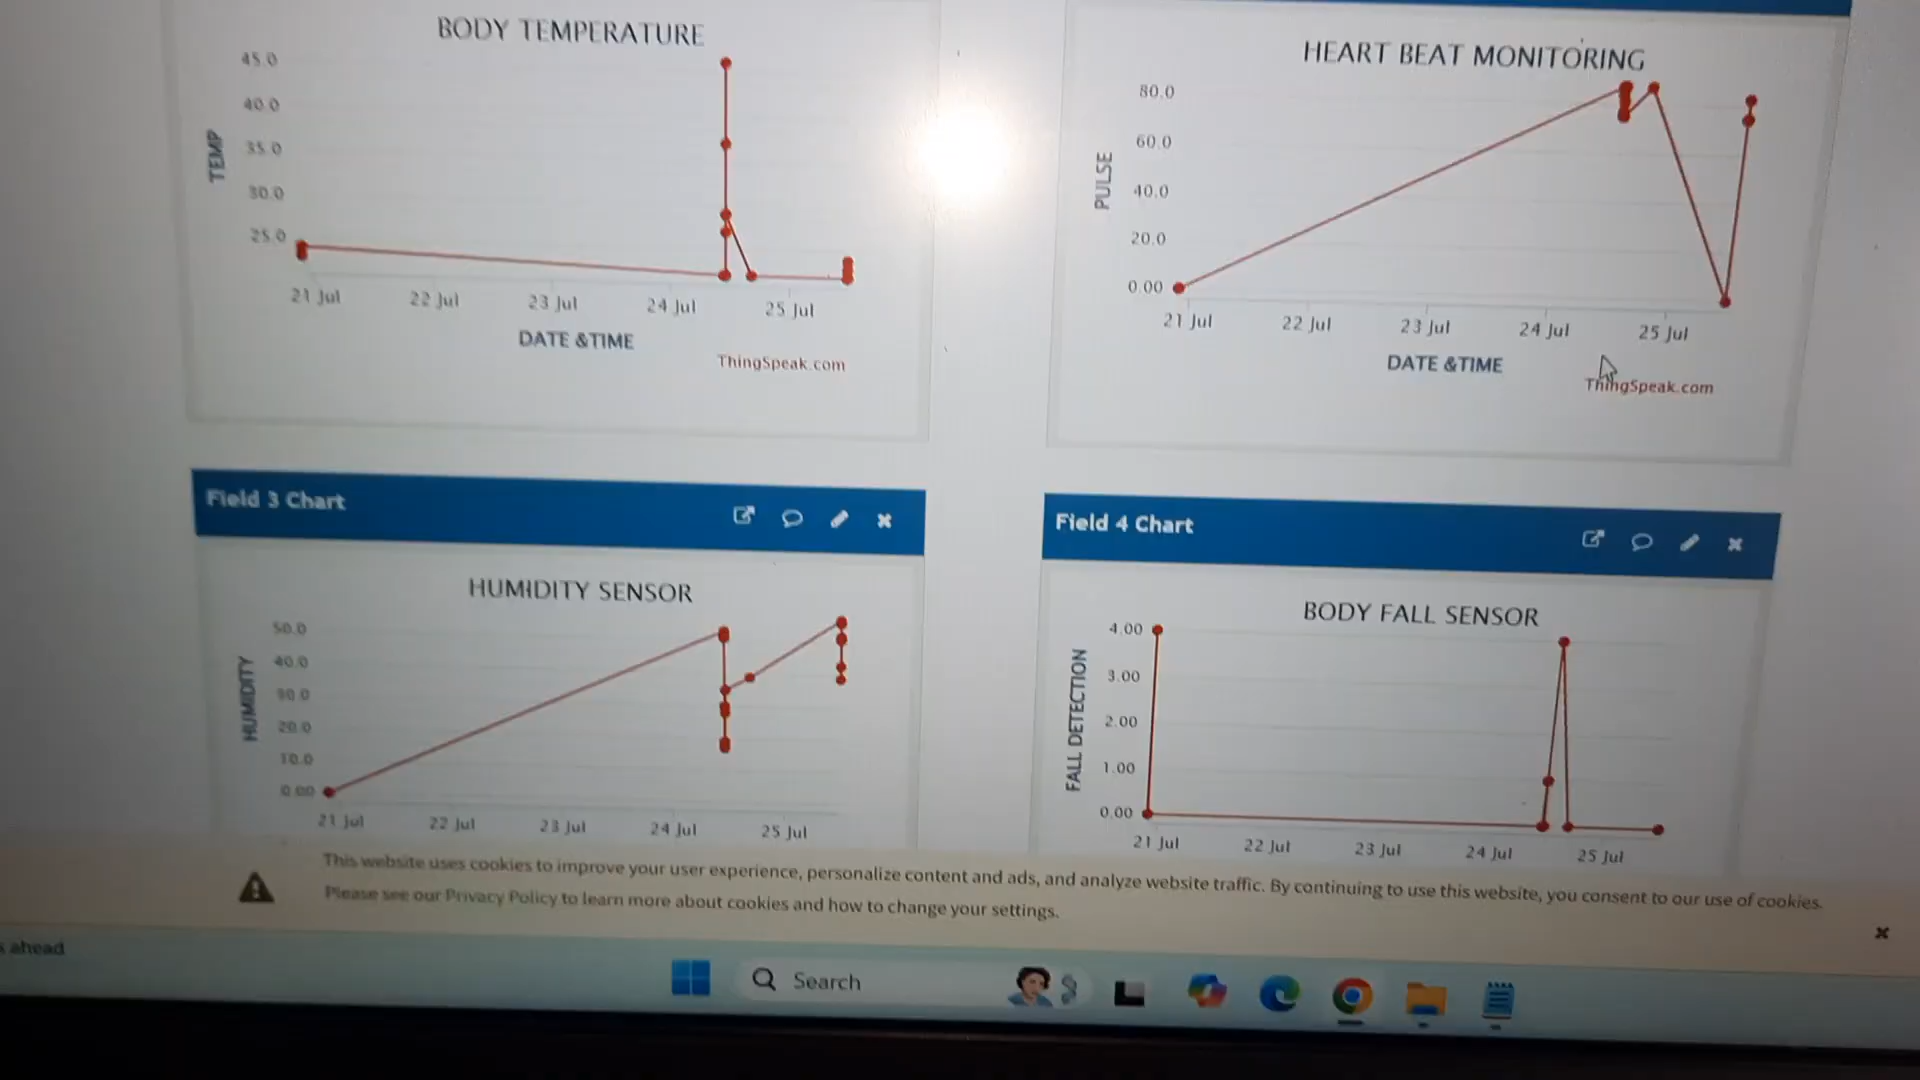 BODY TEMPERATURE
45.0
40.0
35.0
30.0
25.0
TEMP
21 Jul
22 Jul
23 Jul
24 Jul
25 Jul
DATE &TIME
ThingSpeak.com
HEART BEAT MONITORING
80.0
60.0
40.0
20.0
0.00
PULSE
21 Jul
22 Jul
23 Jul
24 Jul
25 Jul
DATE &TIME
ThingSpeak.com
Field 3 Chart
HUMIDITY SENSOR
50.0
40.0
30.0
20.0
10.0
0.00
HUMIDITY
21 Jul
22 Jul
23 Jul
24 Jul
25 Jul
Field 4 Chart
BODY FALL SENSOR
4.00
3.00
2.00
1.00
0.00
FALL DETECTION
21 Jul
22 Jul
23 Jul
24 Jul
25 Jul
This website uses cookies to improve your user experience, personalize content and ads, and analyze website traffic. By continuing to use this website, you consent to our use of cookies.
Please see our Privacy Policy to learn more about cookies and how to change your settings.
s ahead
Search